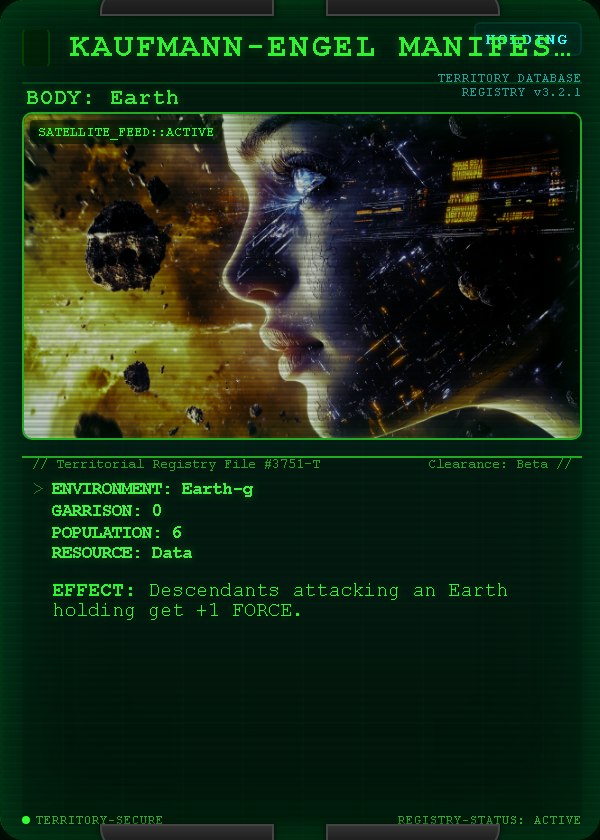 KAUFMANN-ENGEL MANIFES…
HOLDING
TERRITORY DATABASE
REGISTRY v3.2.1
BODY: Earth
SATELLITE_FEED::ACTIVE
// Territorial Registry File #3751-T
Clearance: Beta //
> ENVIRONMENT: Earth-g
GARRISON: 0
POPULATION: 6
RESOURCE: Data
EFFECT: Descendants attacking an Earth
holding get +1 FORCE.
TERRITORY-SECURE
REGISTRY-STATUS: ACTIVE